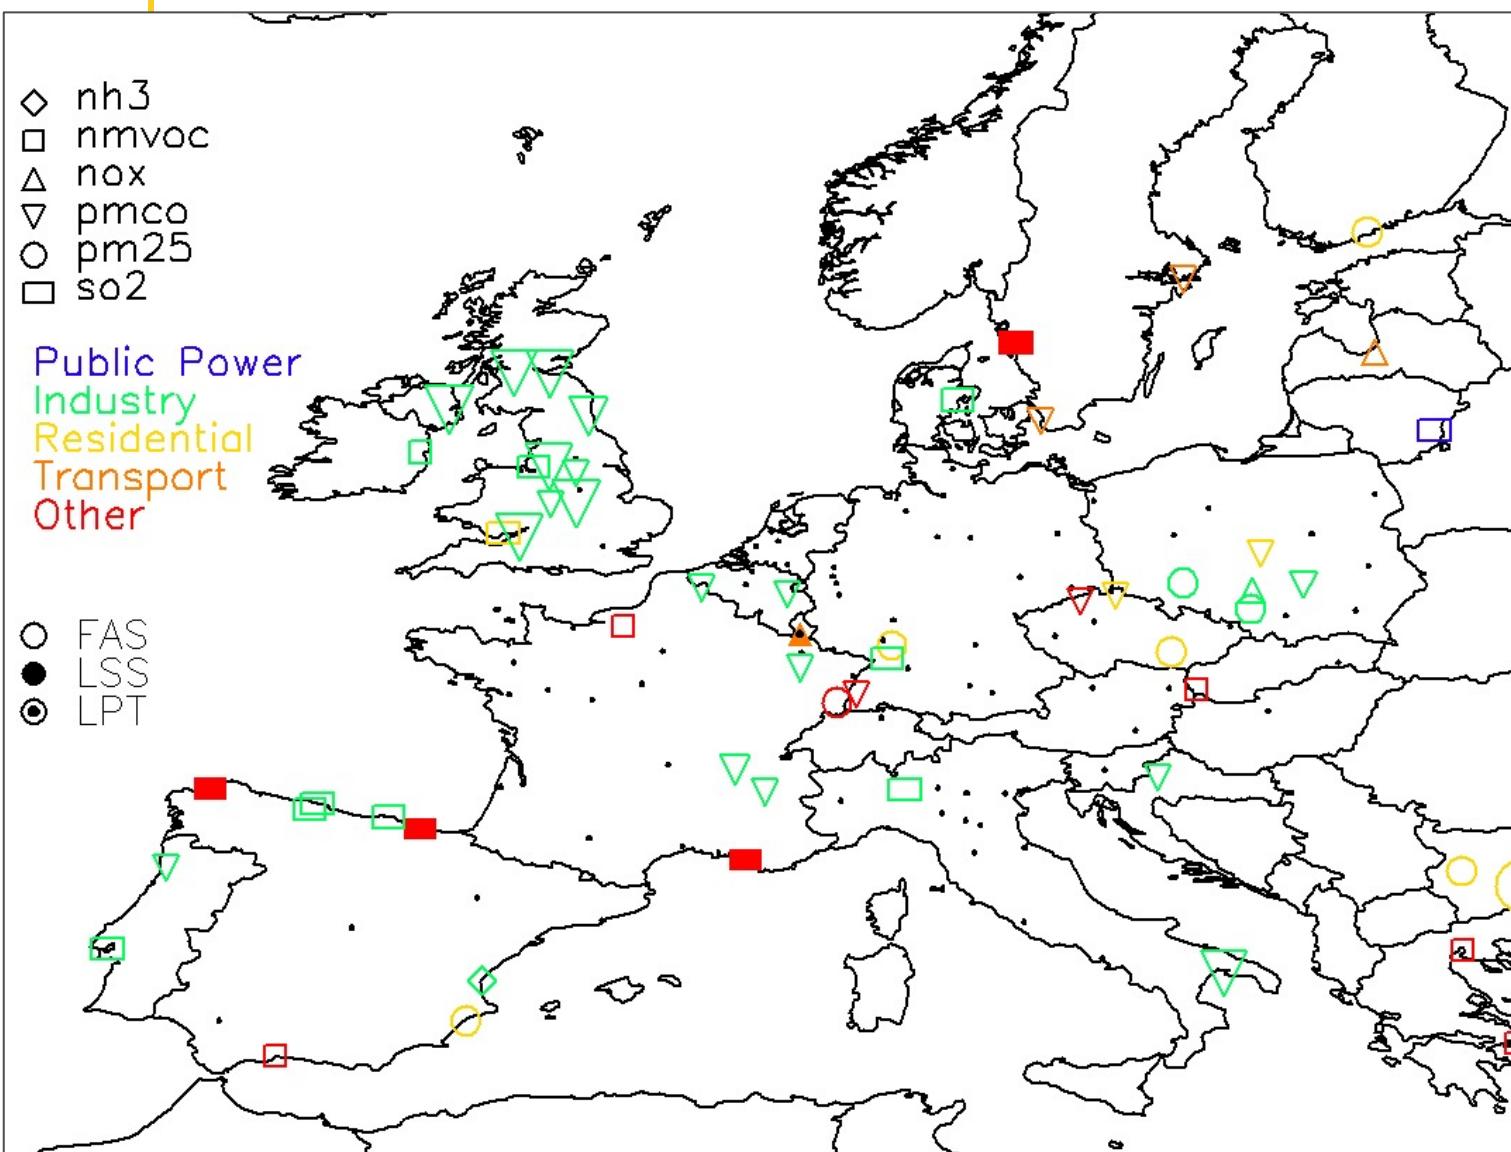 nh3
nmvoc
nox
pmco
pm25
so2
Public Power
Industry
Residential
Transport
Other
FAS
LSS
LPT